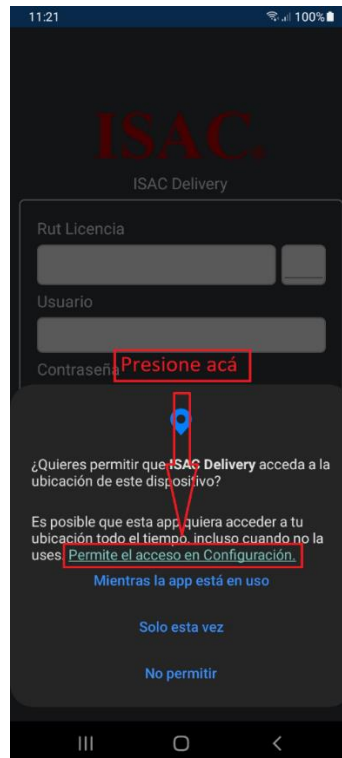 11:21
100%
ISAC®
ISAC Delivery
Rut Licencia
Usuario
Contraseña
Presione acá
¿Quieres permitir que ISAC Delivery acceda a la
ubicación de este dispositivo?
Es posible que esta app quiera acceder a tu
ubicación todo el tiempo, incluso cuando no la
uses. Permite el acceso en Configuración.
Mientras la app está en uso
Solo esta vez
No permitir